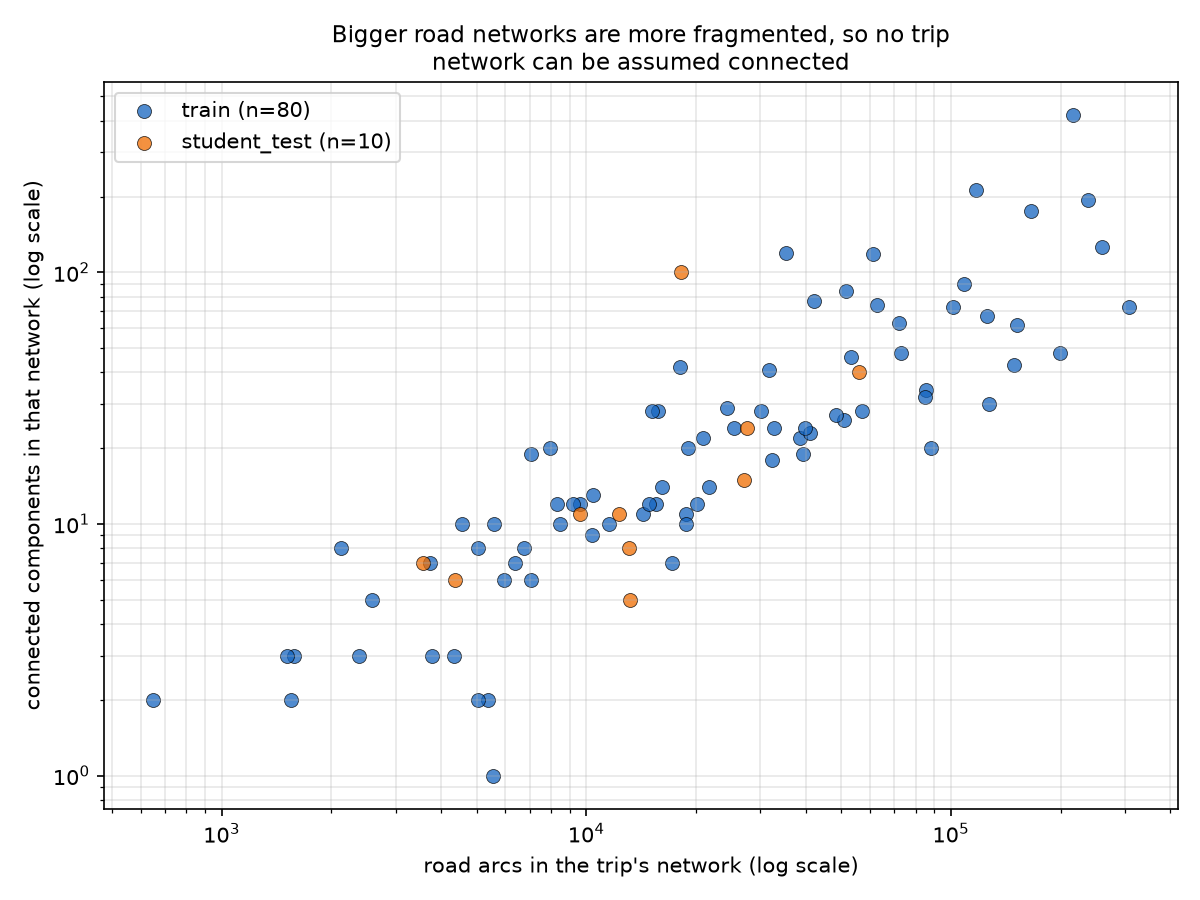 Bigger road networks are more fragmented, so no trip
network can be assumed connected
train (n=80)
student_test (n=10)
connected components in that network (log scale)
10²
10¹
10⁰
10³
10⁴
10⁵
road arcs in the trip's network (log scale)